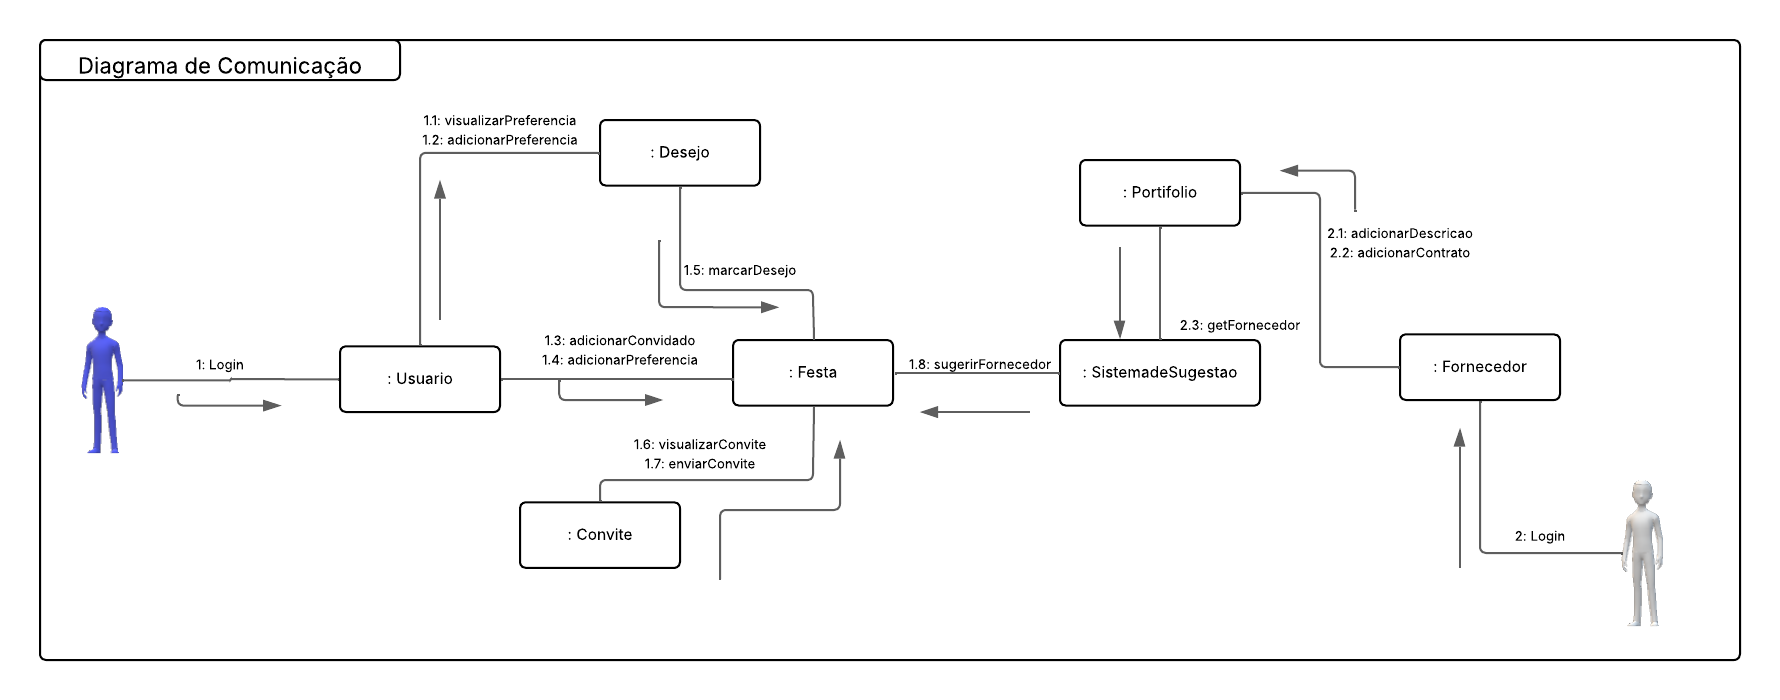 Diagrama de Comunicação
1.1: visualizarPreferencia
1.2: adicionarPreferencia
: Desejo
: Portifolio
2.1: adicionarDescricao
2.2: adicionarContrato
1.5: marcarDesejo
2.3: getFornecedor
1.3: adicionarConvidado
1.4: adicionarPreferencia
1: Login
: Usuario
: Festa
1.8: sugerirFornecedor
: SistemadeSugestao
: Fornecedor
1.6: visualizarConvite
1.7: enviarConvite
: Convite
2: Login